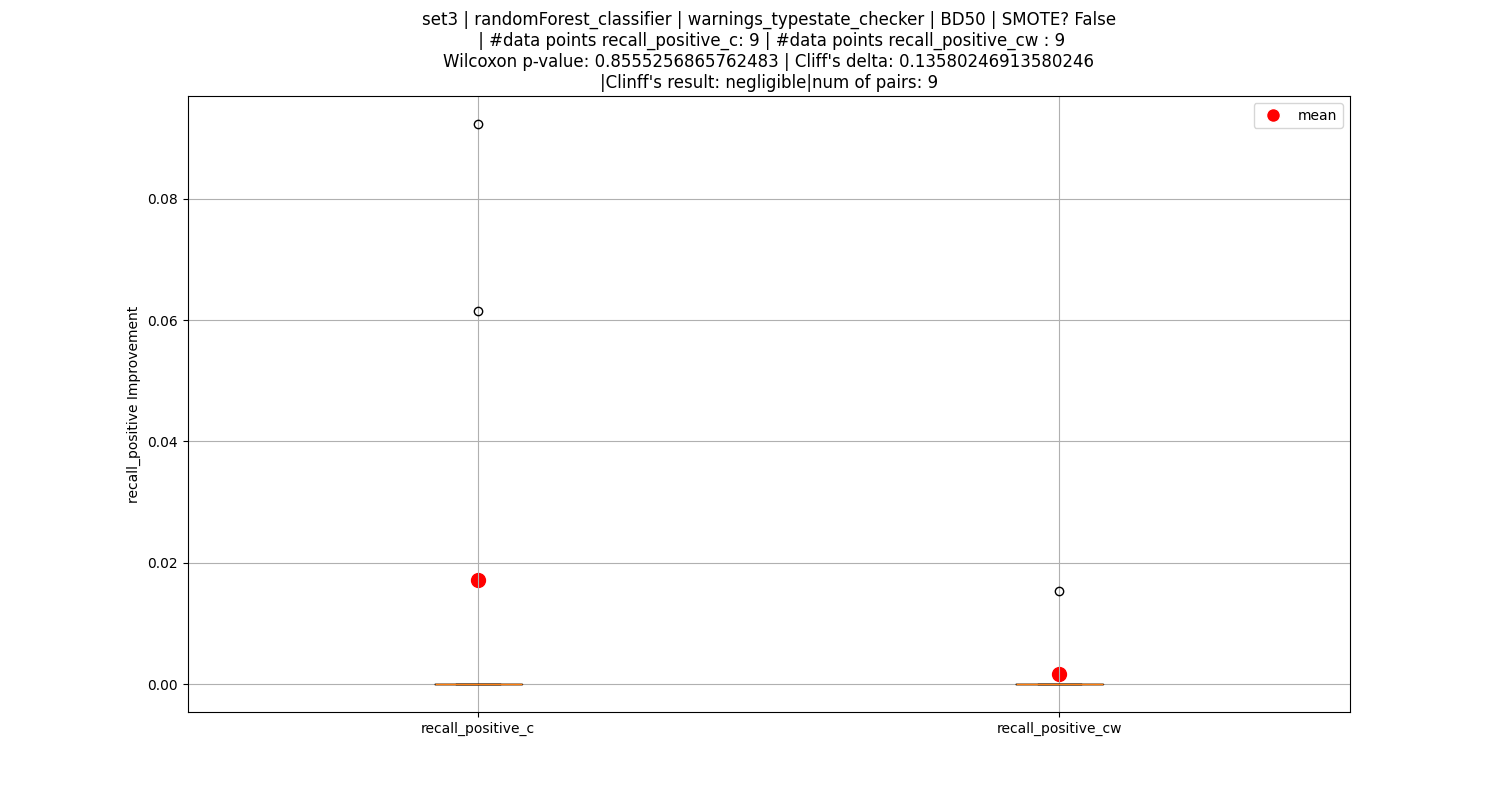 set3 | randomForest_classifier | warnings_typestate_checker | BD50 | SMOTE? False
| #data points recall_positive_c: 9 | #data points recall_positive_cw : 9
Wilcoxon p-value: 0.8555256865762483 | Cliff's delta: 0.13580246913580246
|Clinff's result: negligible|num of pairs: 9
mean
0.08
0.06
0.04
0.02
0.00
recall_positive Improvement
recall_positive_c
recall_positive_cw